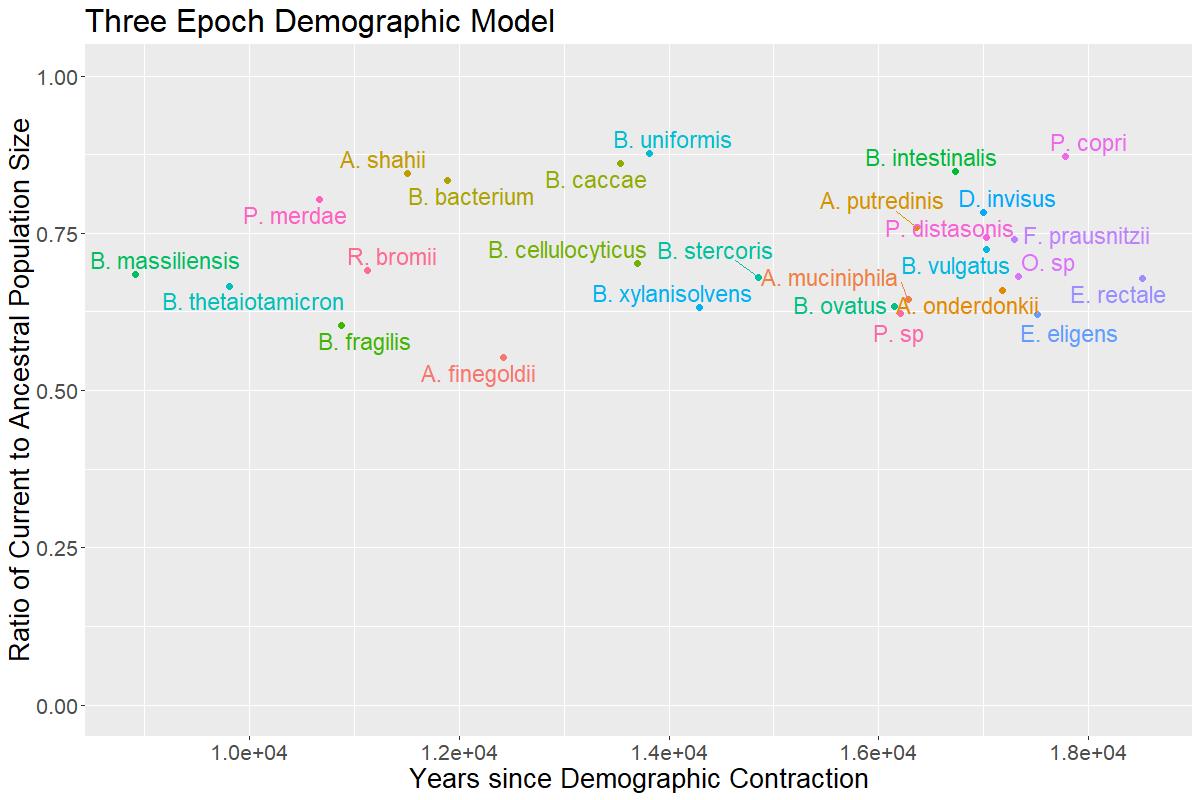 Three Epoch Demographic Model
Ratio of Current to Ancestral Population Size
1.00
0.75
0.50
0.25
0.00
B. uniformis
P. copri
A. shahii
B. intestinalis
B. caccae
B. bacterium
A. putredinis
D. invisus
P. merdae
P. distasonis
F. prausnitzii
B. cellulocyticus
B. stercoris
R. bromii
B. massiliensis
B. vulgatus
O. sp
A. muciniphila
B. thetaiotamicron
B. xylanisolvens
E. rectale
B. ovatus
A. onderdonkii
P. sp
E. eligens
B. fragilis
A. finegoldii
1.0e+04
1.2e+04
1.4e+04
1.6e+04
1.8e+04
Years since Demographic Contraction